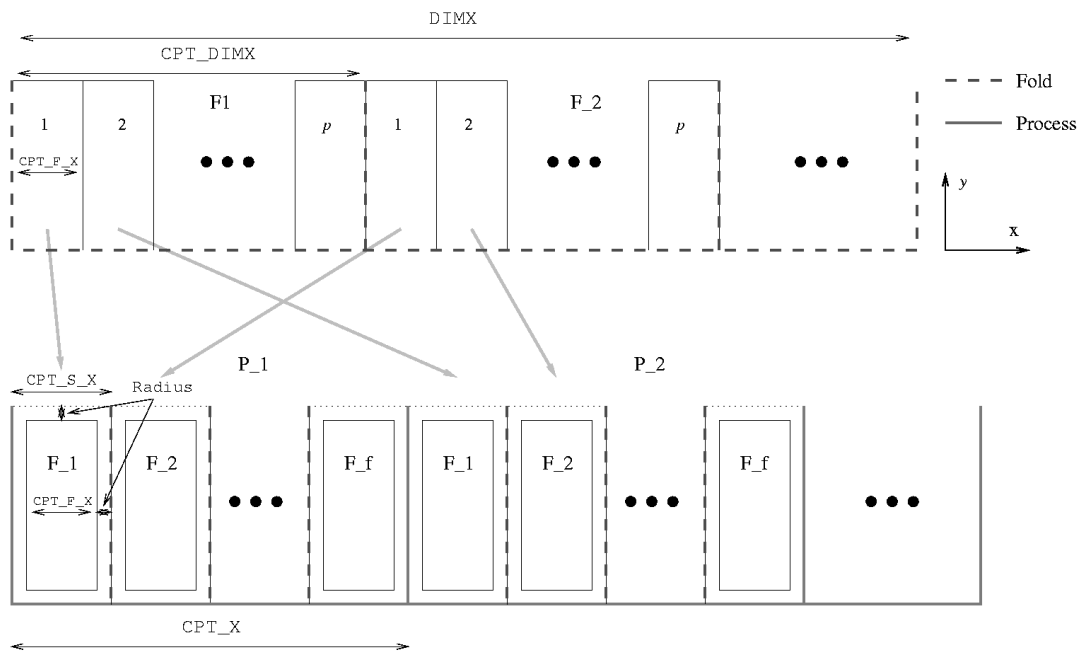 DIMX
CPT_DIMX
F1
F_2
Fold
1
2
p
1
2
p
Process
CPT_F_X
y
x
P_1
P_2
CPT_S_X
Radius
F_1
F_2
F_f
F_1
F_2
F_f
CPT_F_X
CPT_X